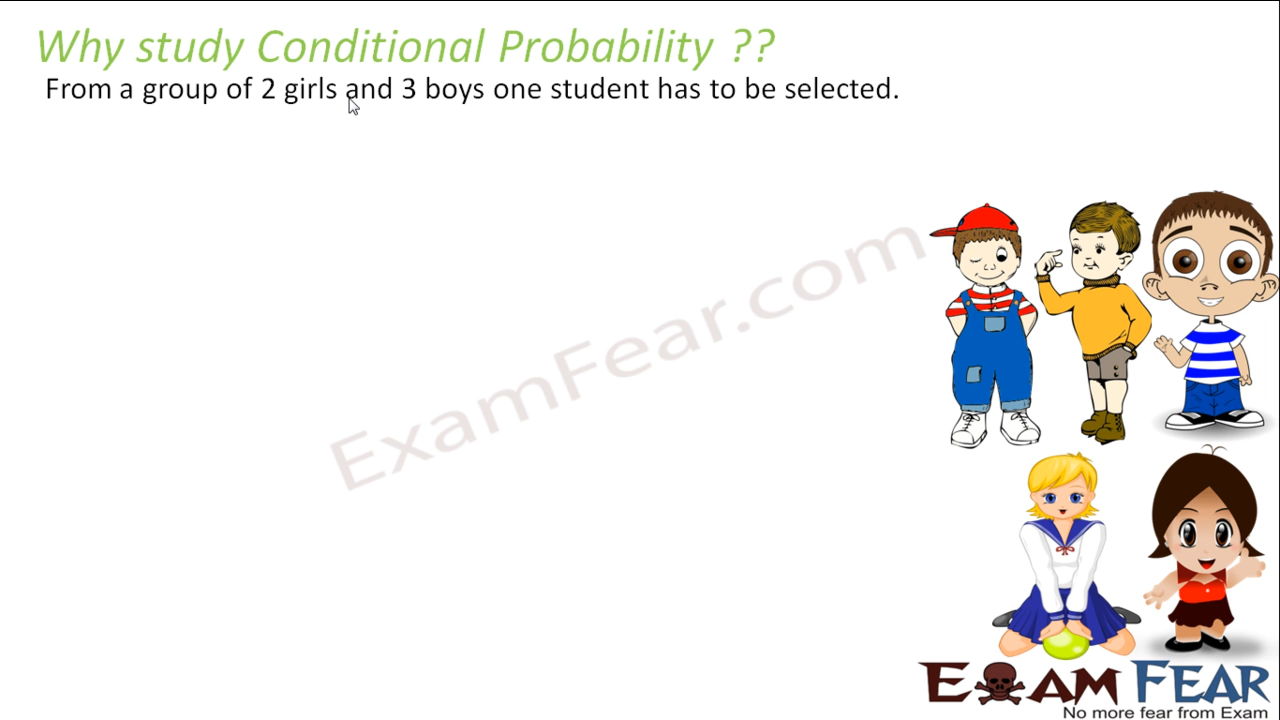 Why study Conditional Probability ??
From a group of 2 girls and 3 boys one student has to be selected.
ExamFear.com
EXAM FEAR
No more fear from Exam